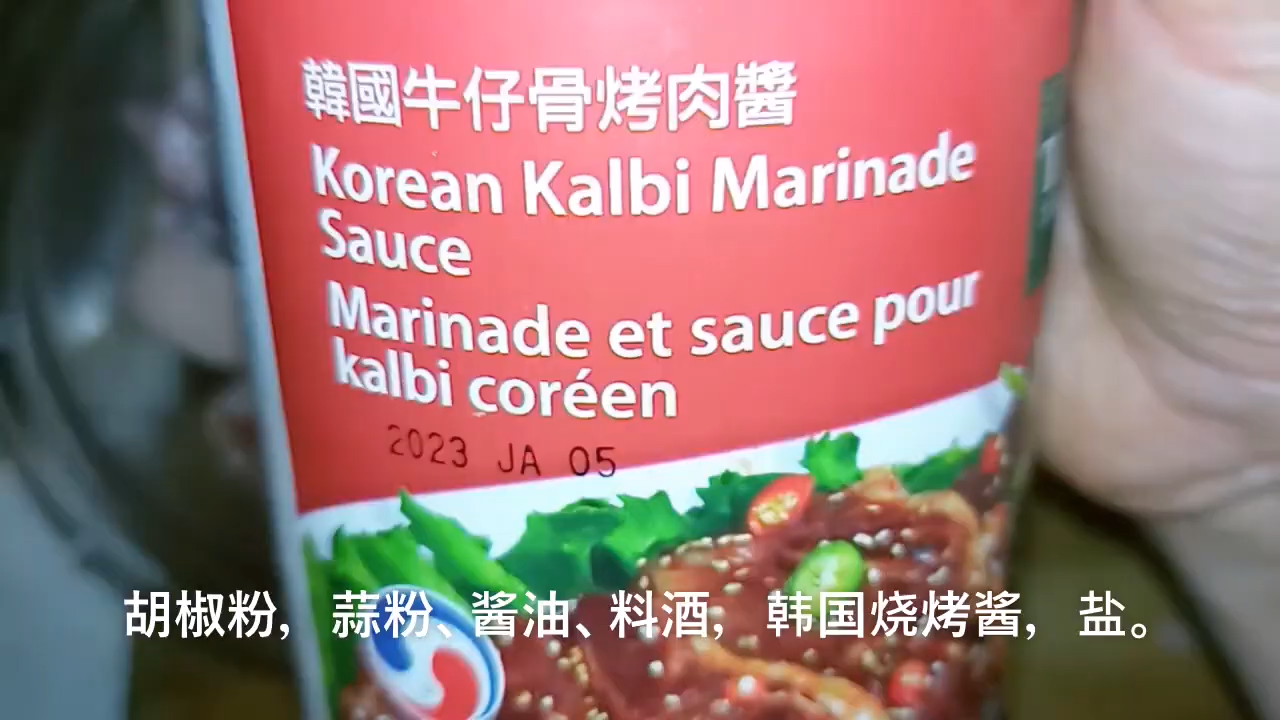 韓國牛仔骨烤肉醬
Korean Kalbi Marinade
Sauce
Marinade et sauce pour
kalbi coréen
2023 JA 05
胡椒粉,蒜粉、酱油、料酒,韩国烧烤酱,盐。